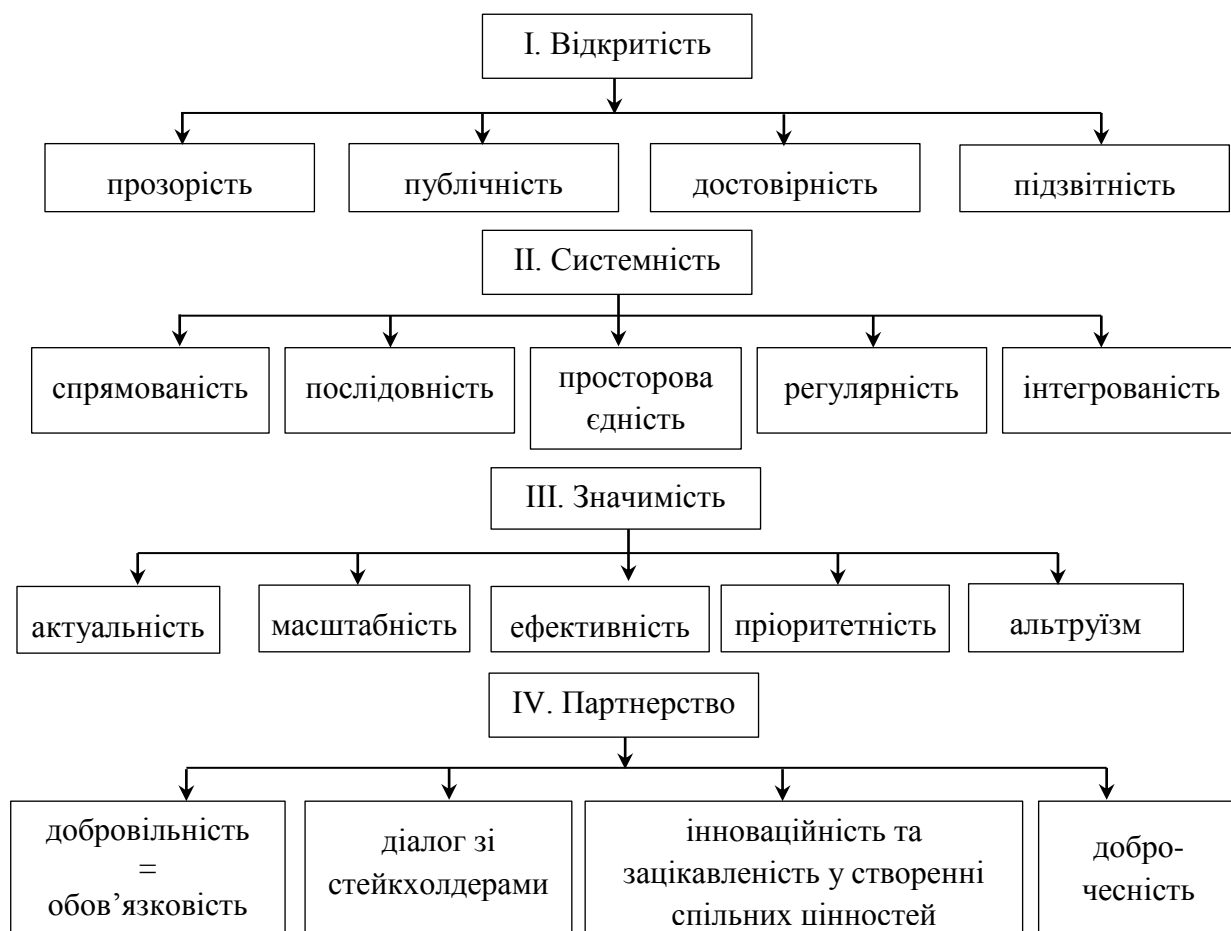 I. Відкритість
прозорість
публічність
достовірність
підзвітність
II. Системність
спрямованість
послідовність
просторова
єдність
регулярність
інтегрованість
III. Значимість
актуальність
масштабність
ефективність
пріоритетність
альтруїзм
IV. Партнерство
добровільність
=
обов’язковість
діалог зі
стейкхолдерами
інноваційність та
зацікавленість у створенні
спільних цінностей
добро-
чесність